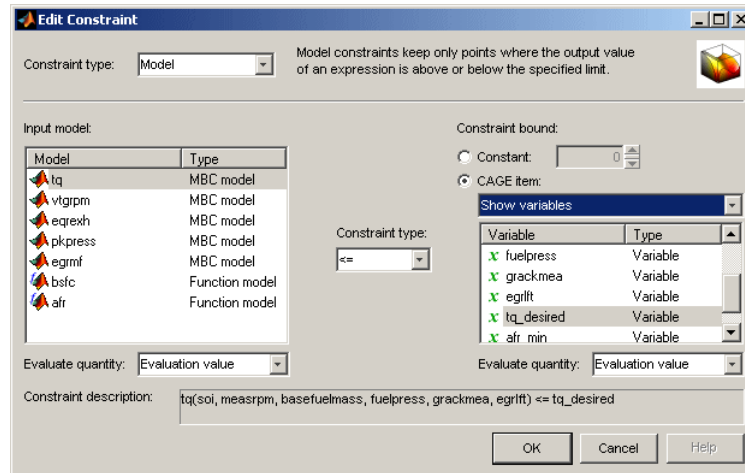 Edit Constraint
Constraint type:
Model
Model constraints keep only points where the output value
of an expression is above or below the specified limit.
Input model:
Model Type
tq MBC model
vtgrpm MBC model
eqrexh MBC model
pkpress MBC model
egrmf MBC model
bsfc Function model
afr Function model
Evaluate quantity: Evaluation value
Constraint type:
<=
Constraint bound:
Constant: 0
CAGE item:
Show variables
Variable Type
x fuelpress Variable
x grackmea Variable
x egrlft Variable
x tq_desired Variable
x afr_min Variable
Evaluate quantity: Evaluation value
Constraint description: tq(soi, measrpm, basefuelmass, fuelpress, grackmea, egrlft) <= tq_desired
OK Cancel Help